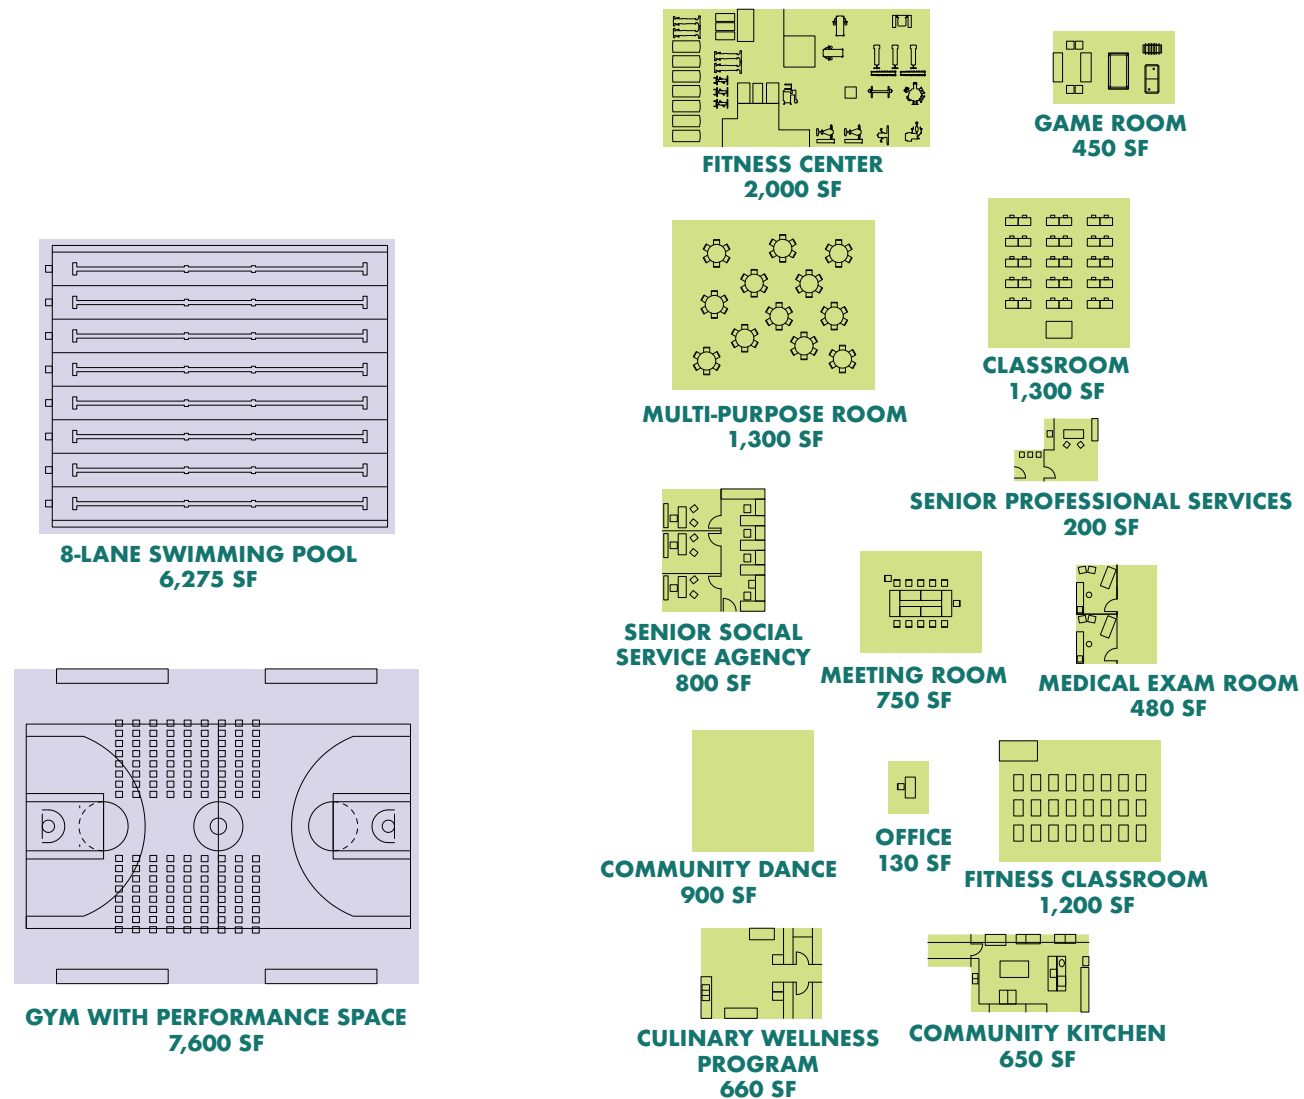 FITNESS CENTER
2,000 SF
GAME ROOM
450 SF
MULTI-PURPOSE ROOM
1,300 SF
CLASSROOM
1,300 SF
SENIOR PROFESSIONAL SERVICES
200 SF
8-LANE SWIMMING POOL
6,275 SF
SENIOR SOCIAL
SERVICE AGENCY
800 SF
MEETING ROOM
750 SF
MEDICAL EXAM ROOM
480 SF
COMMUNITY DANCE
900 SF
OFFICE
130 SF
FITNESS CLASSROOM
1,200 SF
GYM WITH PERFORMANCE SPACE
7,600 SF
CULINARY WELLNESS
PROGRAM
660 SF
COMMUNITY KITCHEN
650 SF